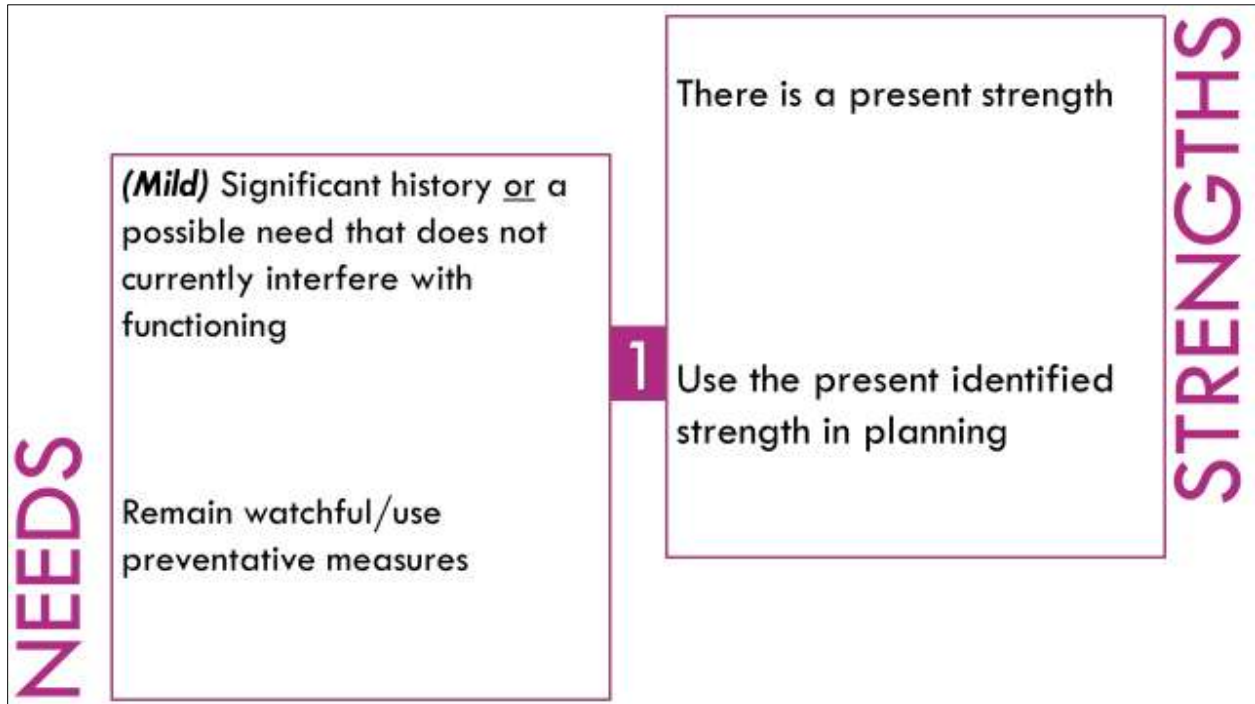 NEEDS
(Mild) Significant history or a
possible need that does not
currently interfere with
functioning
Remain watchful/use
preventative measures
1
There is a present strength
Use the present identified
strength in planning
STRENGTHS